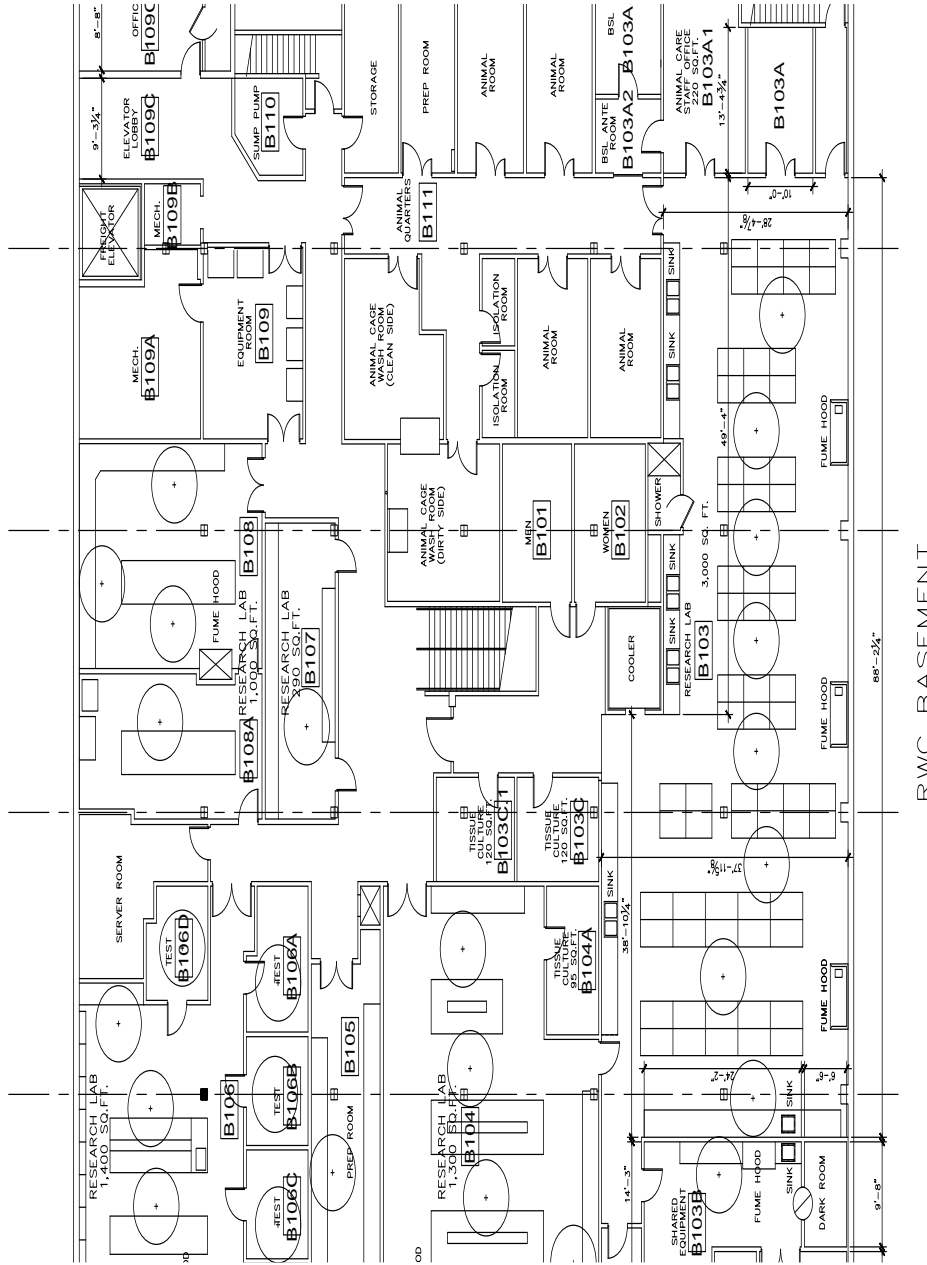 8'-8"
OFFIC
B109C
9'-3¾"
ELEVATOR
LOBBY
B109C
SUMP PUMP
B110
STORAGE
PREP ROOM
ANIMAL
ROOM
ANIMAL
ROOM
BSL
B103A
BSL ANTE
ROOM
B103A2
ANIMAL CARE
STAFF OFFICE
220 SQ.FT.
B103A1
13'-4¾"
B103A
FREIGHT
ELEVATOR
MECH.
B109B
ANIMAL
QUARTERS
B111
10'-0"
28'-4⅞"
MECH.
B109A
EQUIPMENT
ROOM
B109
ANIMAL CAGE
WASH ROOM
(CLEAN SIDE)
ISOLATION
ROOM
ISOLATION
ROOM
ANIMAL
ROOM
ANIMAL
ROOM
SINK
SINK
49'-4"
FUME HOOD
FUME HOOD
RESEARCH LAB
1,000 SQ.FT.
B108
RESEARCH LAB
290 SQ.FT.
B107
B108A
ANIMAL CAGE
WASH ROOM
(DIRTY SIDE)
MEN
B101
WOMEN
B102
SHOWER
SINK
SINK
COOLER
3,000 SQ. FT.
RESEARCH LAB
B103
FUME HOOD
88'-2¼"
RWC BASEMENT
SERVER ROOM
TEST
B106D
TISSUE
CULTURE
120 SQ.FT.
B103C.1
TISSUE
CULTURE
120 SQ.FT.
B103C
37'-11⅝"
38'-10¼"
SINK
TISSUE
CULTURE
95 SQ.FT.
B104A
FUME HOOD
RESEARCH LAB
1,400 SQ.FT.
B106
TEST
B106A
TEST
B106B
TEST
B106C
B105
PREP ROOM
RESEARCH LAB
1,300 SQ.FT.
B104
24'-2"
6'-6"
14'-3"
SINK
SINK
SHARED
EQUIPMENT
B103B
FUME HOOD
DARK ROOM
9'-8"
OD
OD